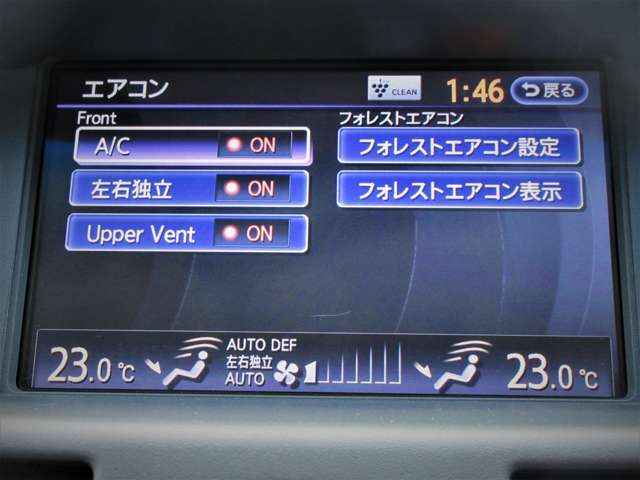 エアコン
CLEAN
1:46
戻る
Front
A/C ON
左右独立 ON
Upper Vent ON
フォレストエアコン
フォレストエアコン設定
フォレストエアコン表示
23.0℃
AUTO DEF
左右独立
AUTO
23.0℃